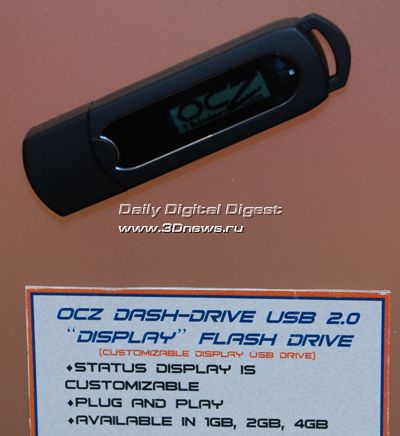 OCZ
Daily Digital Digest
www.3Dnews.ru
OCZ DASH-DRIVE USB 2.0
"DISPLAY" FLASH DRIVE
(CUSTOMIZABLE DISPLAY USB DRIVE)
♦STATUS DISPLAY IS
CUSTOMIZABLE
♦PLUG AND PLAY
♦AVAILABLE IN 1GB, 2GB, 4GB